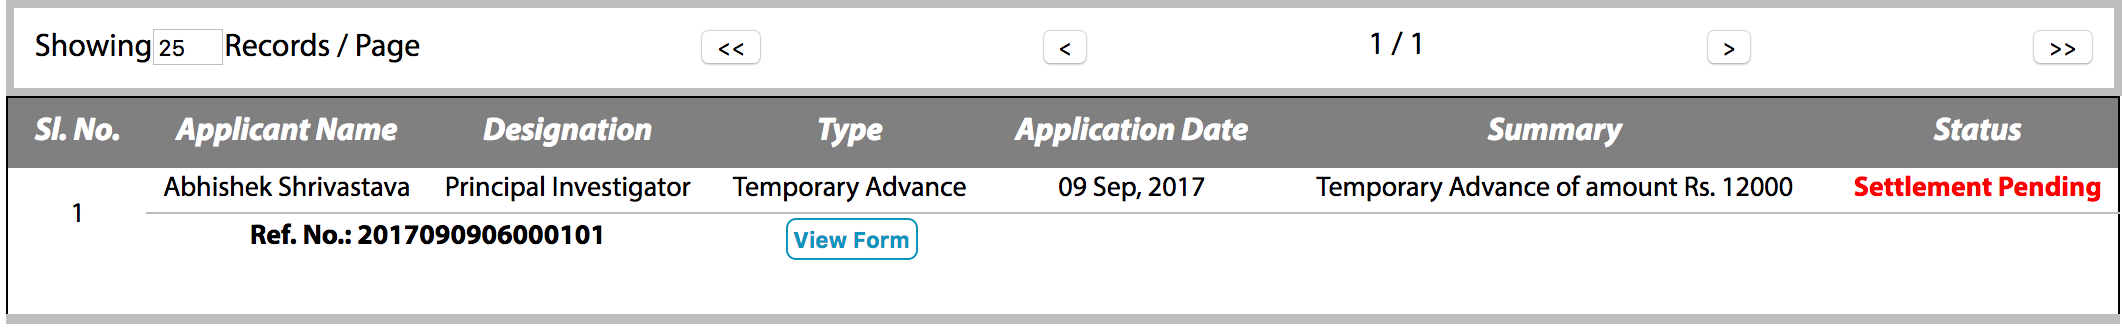 Showing 25 Records / Page << < 1 / 1 > >>
Sl. No. Applicant Name Designation Type Application Date Summary Status
1 Abhishek Shrivastava Principal Investigator Temporary Advance 09 Sep, 2017 Temporary Advance of amount Rs. 12000 Settlement Pending
Ref. No.: 2017090906000101 View Form